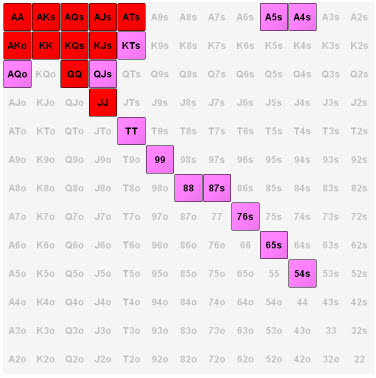 AA AKs AQs AJs ATs A9s A8s A7s A6s A5s A4s A3s A2s
AKo KK KQs KJs KTs K9s K8s K7s K6s K5s K4s K3s K2s
AQo KQo QQ QJs QTs Q9s Q8s Q7s Q6s Q5s Q4s Q3s Q2s
AJo KJo QJo JJ JTs J9s J8s J7s J6s J5s J4s J3s J2s
ATo KTo QTo JTo TT T9s T8s T7s T6s T5s T4s T3s T2s
A9o K9o Q9o J9o T9o 99 98s 97s 96s 95s 94s 93s 92s
A8o K8o Q8o J8o T8o 98o 88 87s 86s 85s 84s 83s 82s
A7o K7o Q7o J7o T7o 97o 87o 77 76s 75s 74s 73s 72s
A6o K6o Q6o J6o T6o 96o 86o 76o 66 65s 64s 63s 62s
A5o K5o Q5o J5o T5o 95o 85o 75o 65o 55 54s 53s 52s
A4o K4o Q4o J4o T4o 94o 84o 74o 64o 54o 44 43s 42s
A3o K3o Q3o J3o T3o 93o 83o 73o 63o 53o 43o 33 32s
A2o K2o Q2o J2o T2o 92o 82o 72o 62o 52o 42o 32o 22